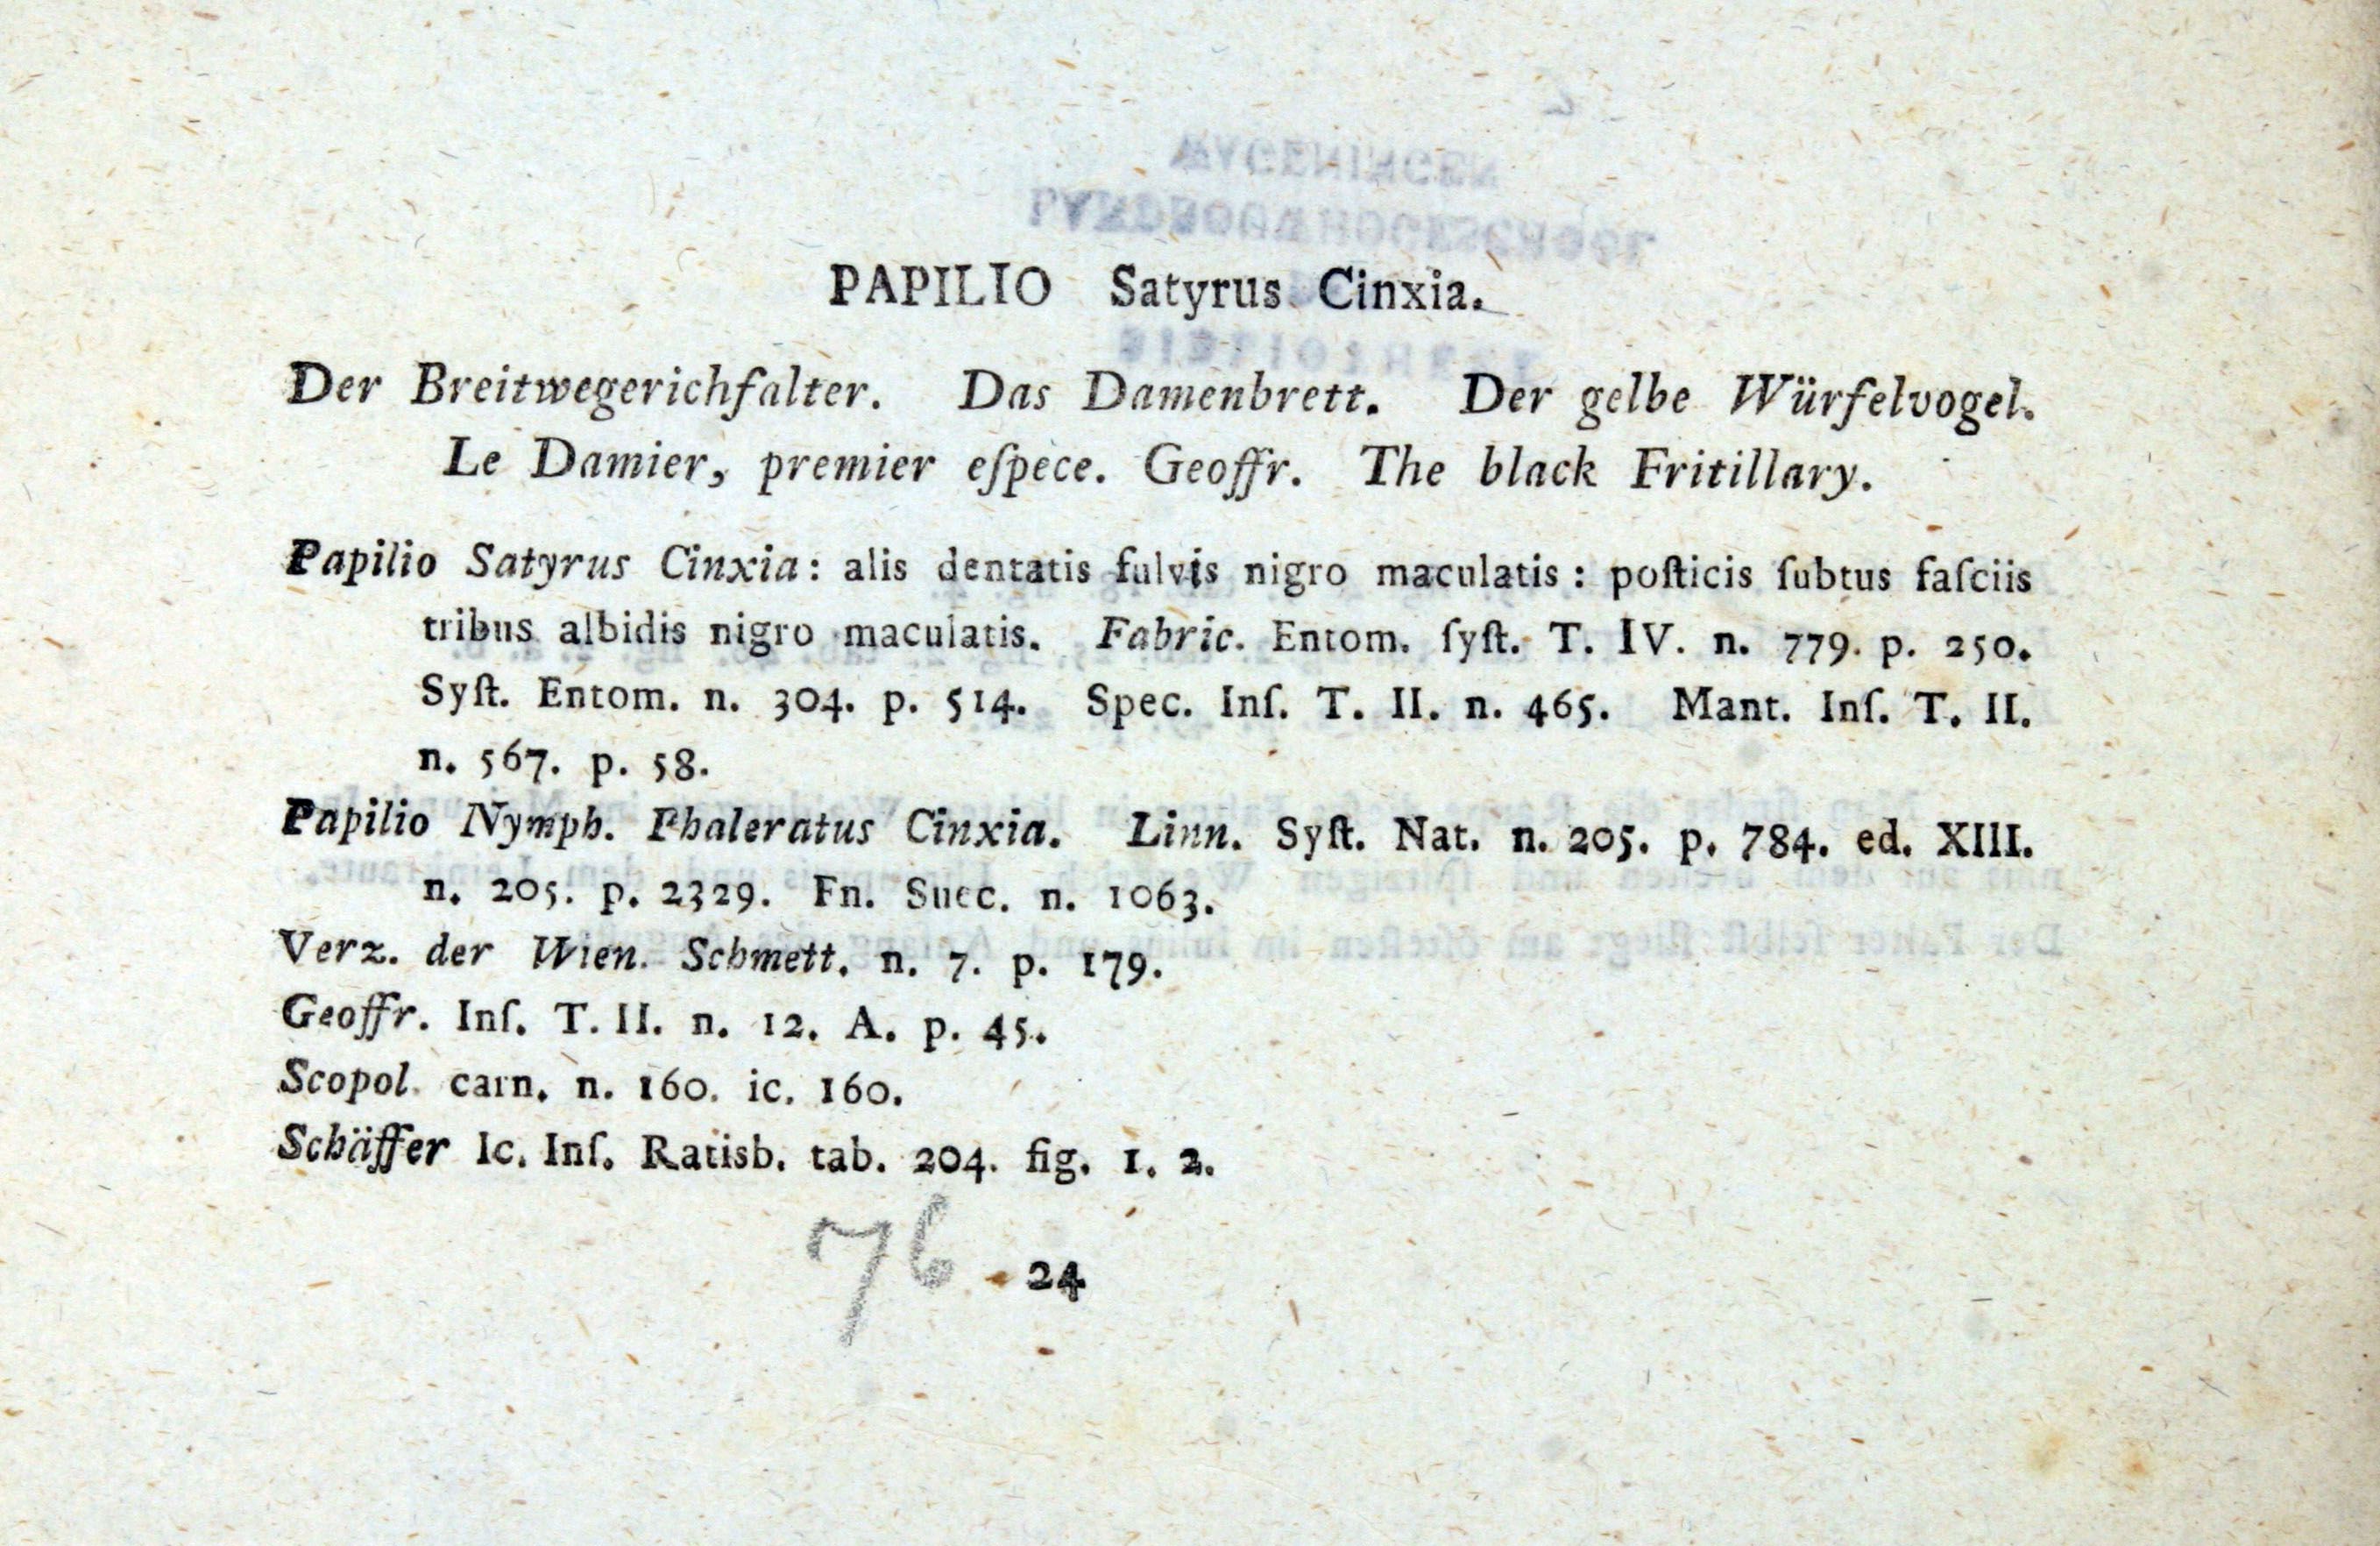 PAPILIO Satyrus Cinxia.
Der Breitwegerichfalter. Das Damenbrett. Der gelbe Würfelvogel.
Le Damier, premier eſpece. Geoffr. The black Fritillary.
Papilio Satyrus Cinxia: alis dentatis fulvis nigro maculatis: poſticis ſubtus faſciis
tribus albidis nigro maculatis. Fabric. Entom. ſyſt. T. IV. n. 779. p. 250.
Syſt. Entom. n. 304. p. 514. Spec. Inſ. T. II. n. 465. Mant. Inſ. T. II.
n. 567. p. 58.
Papilio Nymph. Phaleratus Cinxia. Linn. Syſt. Nat. n. 205. p. 784. ed. XIII.
n. 205. p. 2329. Fn. Suec. n. 1063.
Verz. der Wien. Schmett. n. 7. p. 179.
Geoffr. Inſ. T. II. n. 12. A. p. 45.
Scopol. carn. n. 160. ic. 160.
Schäffer Ic. Inſ. Ratisb. tab. 204. fig. 1. 2.
76 24